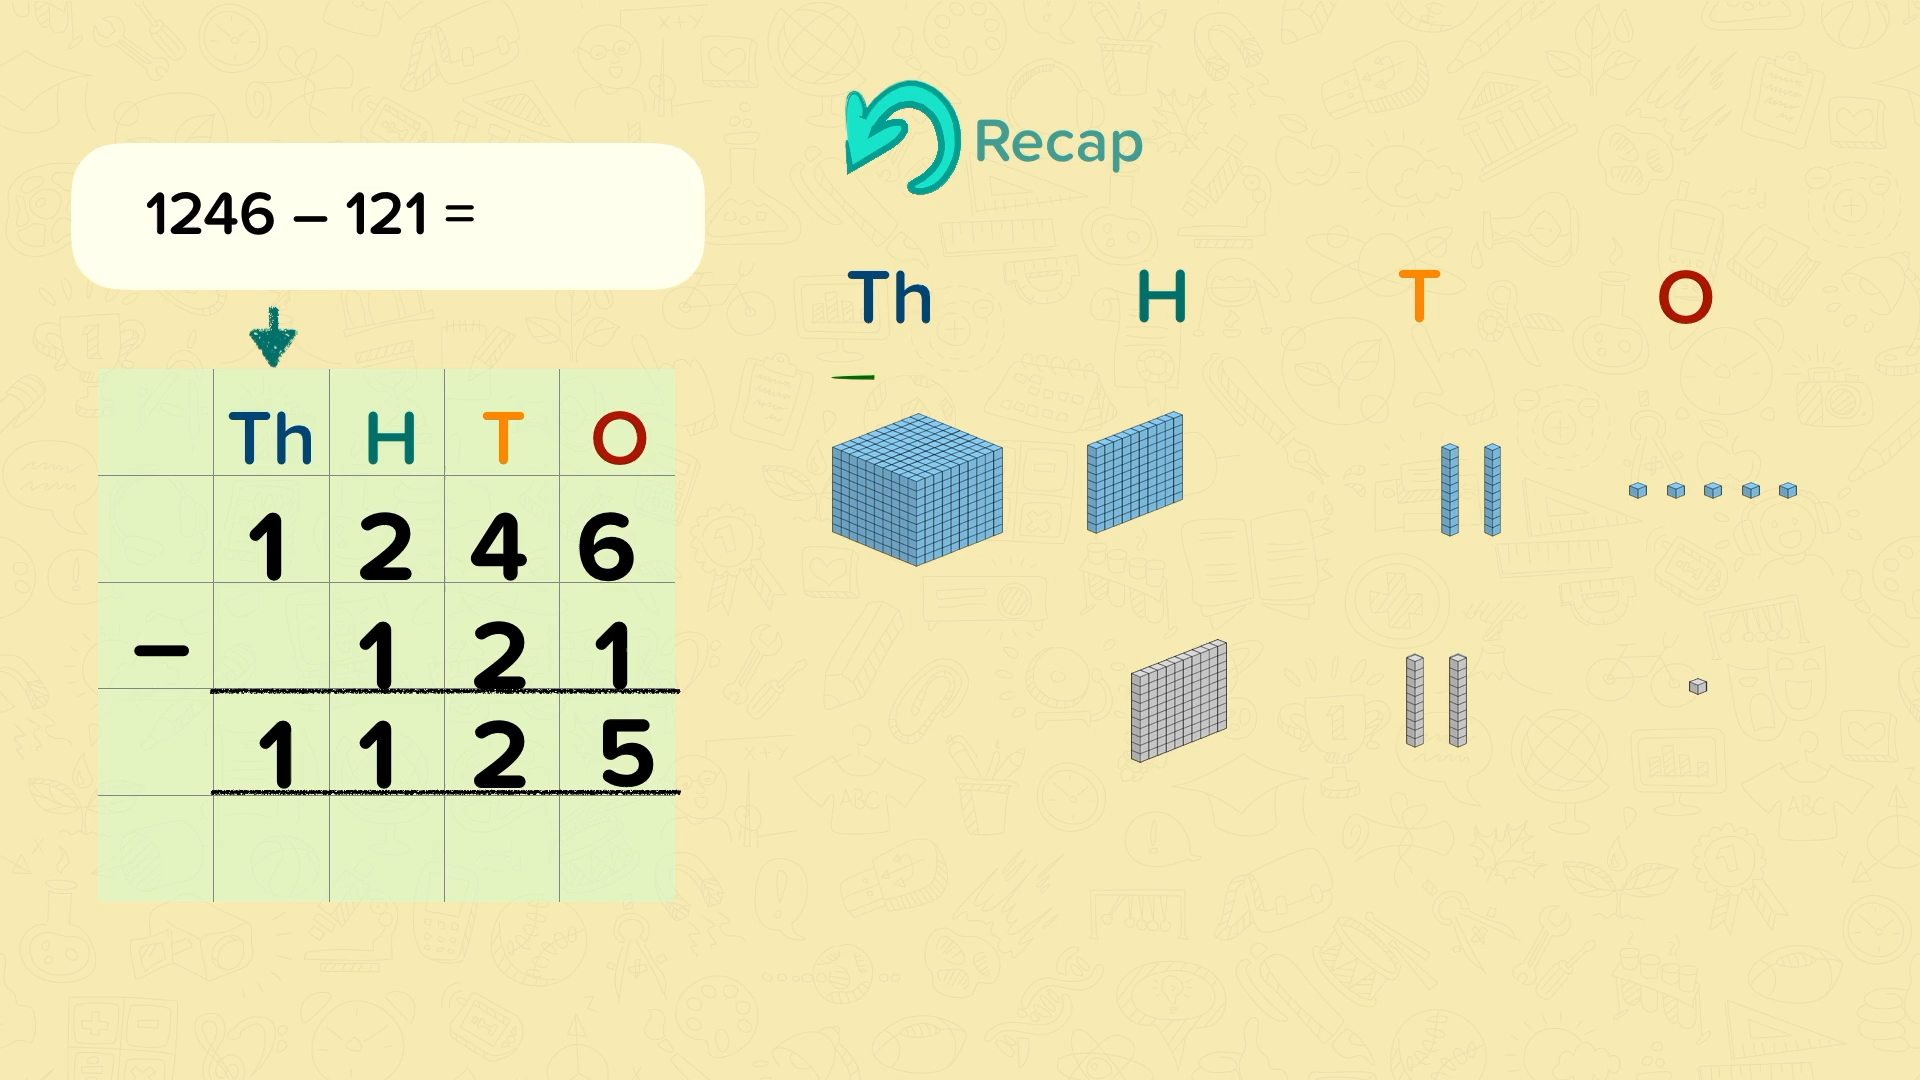 Recap
1246 – 121 =
Th H T O
Th H T O
1 2 4 6
– 1 2 1
1 1 2 5